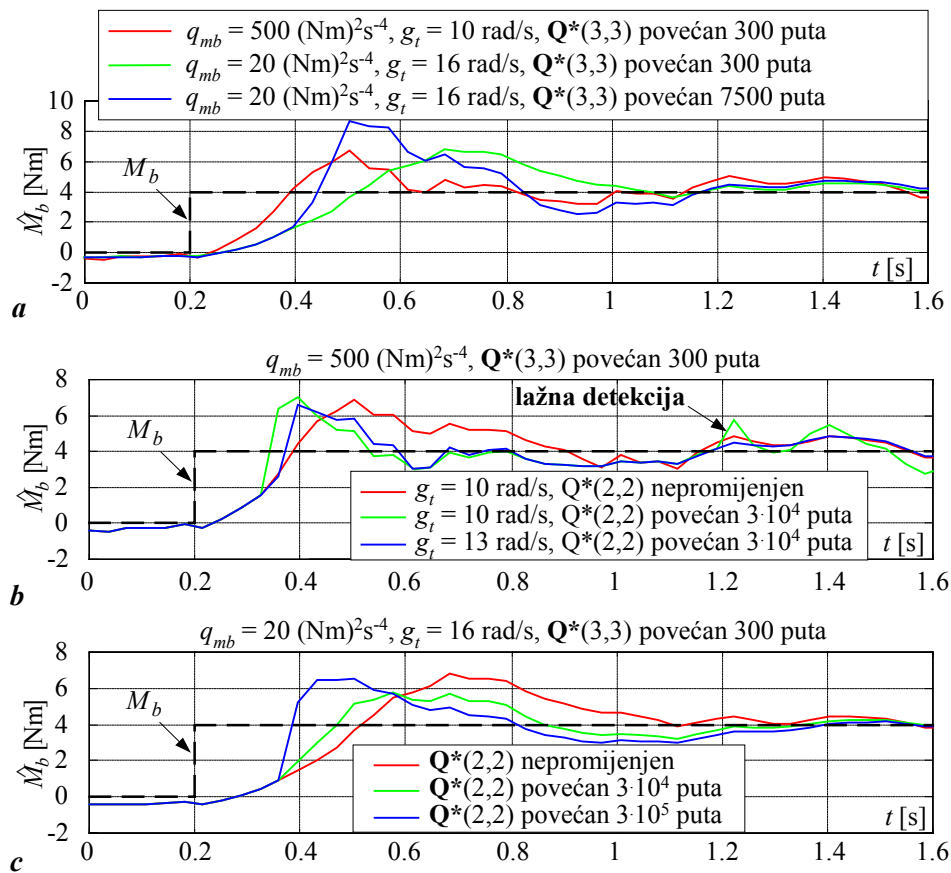 a
q_mb = 500 (Nm)²s⁻⁴, g_t = 10 rad/s, Q*(3,3) povećan 300 puta
q_mb = 20 (Nm)²s⁻⁴, g_t = 16 rad/s, Q*(3,3) povećan 300 puta
q_mb = 20 (Nm)²s⁻⁴, g_t = 16 rad/s, Q*(3,3) povećan 7500 puta
10
8
6
4
2
0
-2
M̂_b [Nm]
M_b
t [s]
0 0.2 0.4 0.6 0.8 1 1.2 1.4 1.6
b
q_mb = 500 (Nm)²s⁻⁴, Q*(3,3) povećan 300 puta
8
6
4
2
0
-2
M̂_b [Nm]
M_b
lažna detekcija
g_t = 10 rad/s, Q*(2,2) nepromijenjen
g_t = 10 rad/s, Q*(2,2) povećan 3·10⁴ puta
g_t = 13 rad/s, Q*(2,2) povećan 3·10⁴ puta
t [s]
0 0.2 0.4 0.6 0.8 1 1.2 1.4 1.6
c
q_mb = 20 (Nm)²s⁻⁴, g_t = 16 rad/s, Q*(3,3) povećan 300 puta
8
6
4
2
0
-2
M̂_b [Nm]
M_b
Q*(2,2) nepromijenjen
Q*(2,2) povećan 3·10⁴ puta
Q*(2,2) povećan 3·10⁵ puta
t [s]
0 0.2 0.4 0.6 0.8 1 1.2 1.4 1.6